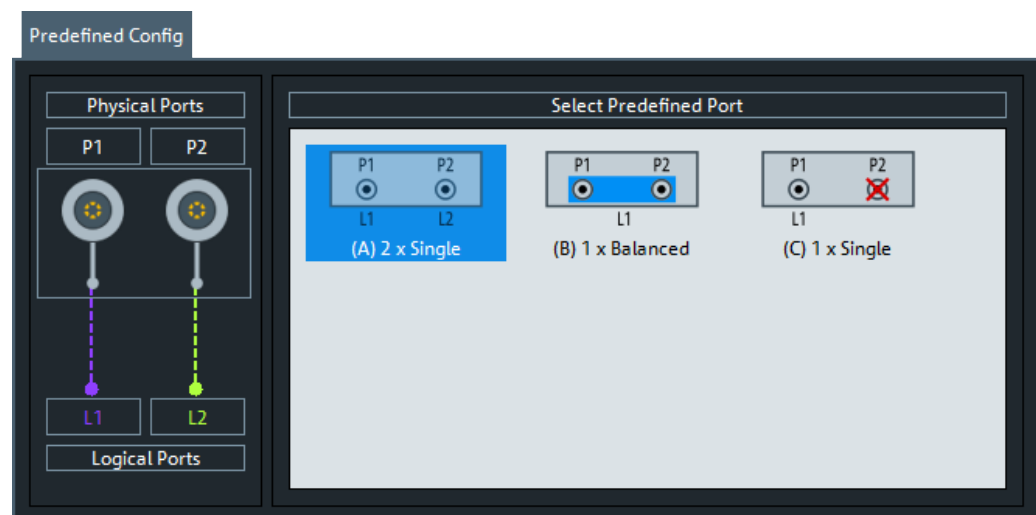 Predefined Config
Physical Ports
P1 P2
L1 L2
Logical Ports
Select Predefined Port
P1 P2
L1 L2
(A) 2 x Single
P1 P2
L1
(B) 1 x Balanced
P1 P2
L1
(C) 1 x Single